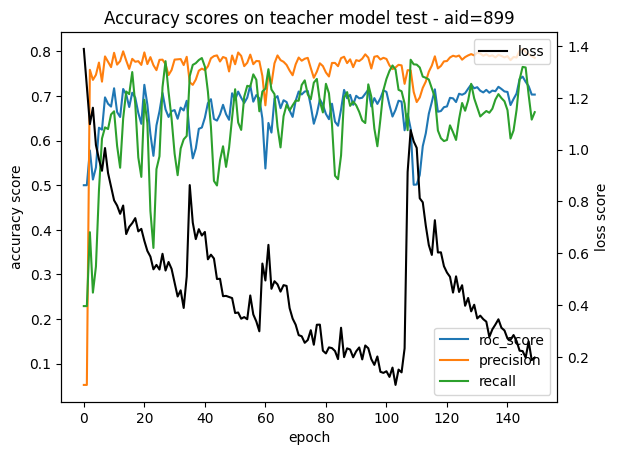 Accuracy scores on teacher model test - aid=899
accuracy score
0.8
0.7
0.6
0.5
0.4
0.3
0.2
0.1
loss
1.4
1.2
1.0
0.8
0.6
0.4
0.2
loss score
roc_score
precision
recall
0
20
40
60
80
100
120
140
epoch